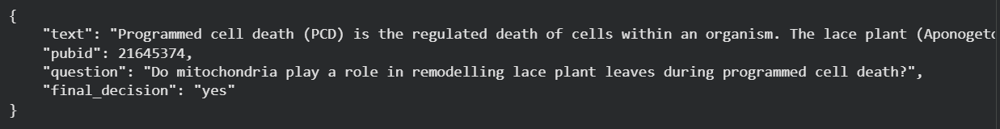 {
"text": "Programmed cell death (PCD) is the regulated death of cells within an organism. The lace plant
"pubid": 21645374,
"question": "Do mitochondria play a role in remodelling lace plant leaves during programmed cell death?",
"final_decision": "yes"
}